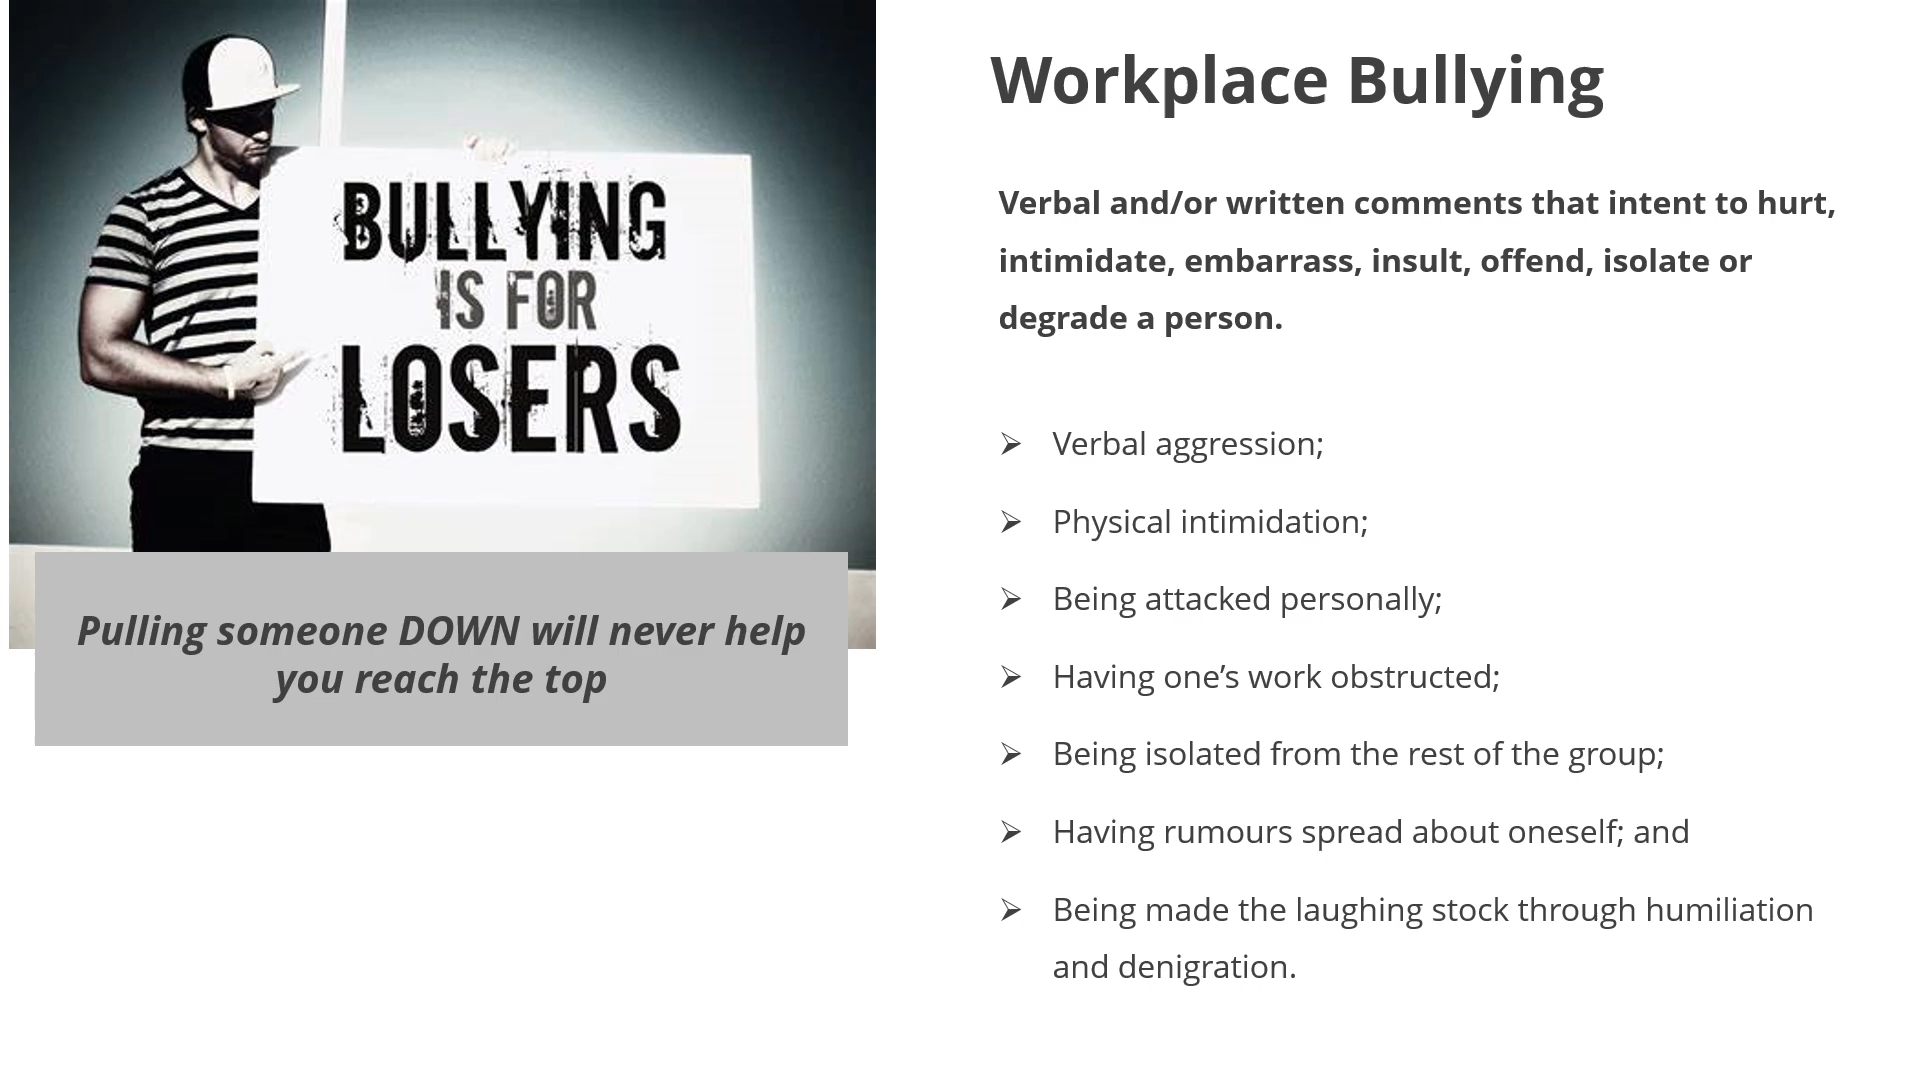 BULLYING
IS FOR
LOSERS
Pulling someone DOWN will never help
you reach the top
Workplace Bullying
Verbal and/or written comments that intent to hurt,
intimidate, embarrass, insult, offend, isolate or
degrade a person.
➢ Verbal aggression;
➢ Physical intimidation;
➢ Being attacked personally;
➢ Having one’s work obstructed;
➢ Being isolated from the rest of the group;
➢ Having rumours spread about oneself; and
➢ Being made the laughing stock through humiliation
and denigration.